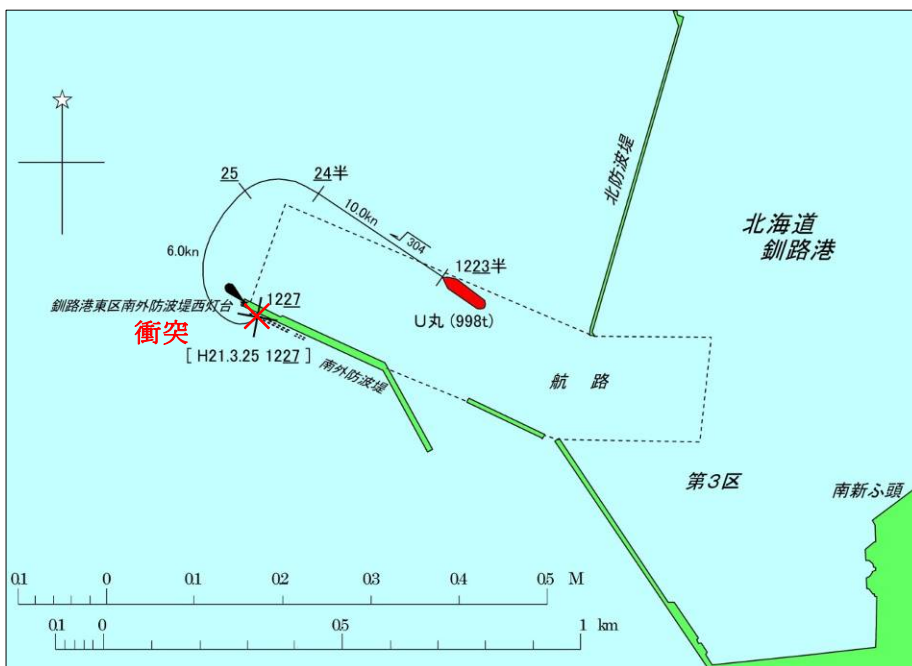 北防波堤
北海道
釧路港
25
24半
10.0kn
304
1223半
6.0kn
U丸 (998t)
釧路港東区南外防波堤西灯台
1227
衝突
[ H21.3.25 1227 ]
南外防波堤
航 路
第3区
南新ふ頭
0.1 0 0.1 0.2 0.3 0.4 0.5 M
0.1 0 0.5 1 km